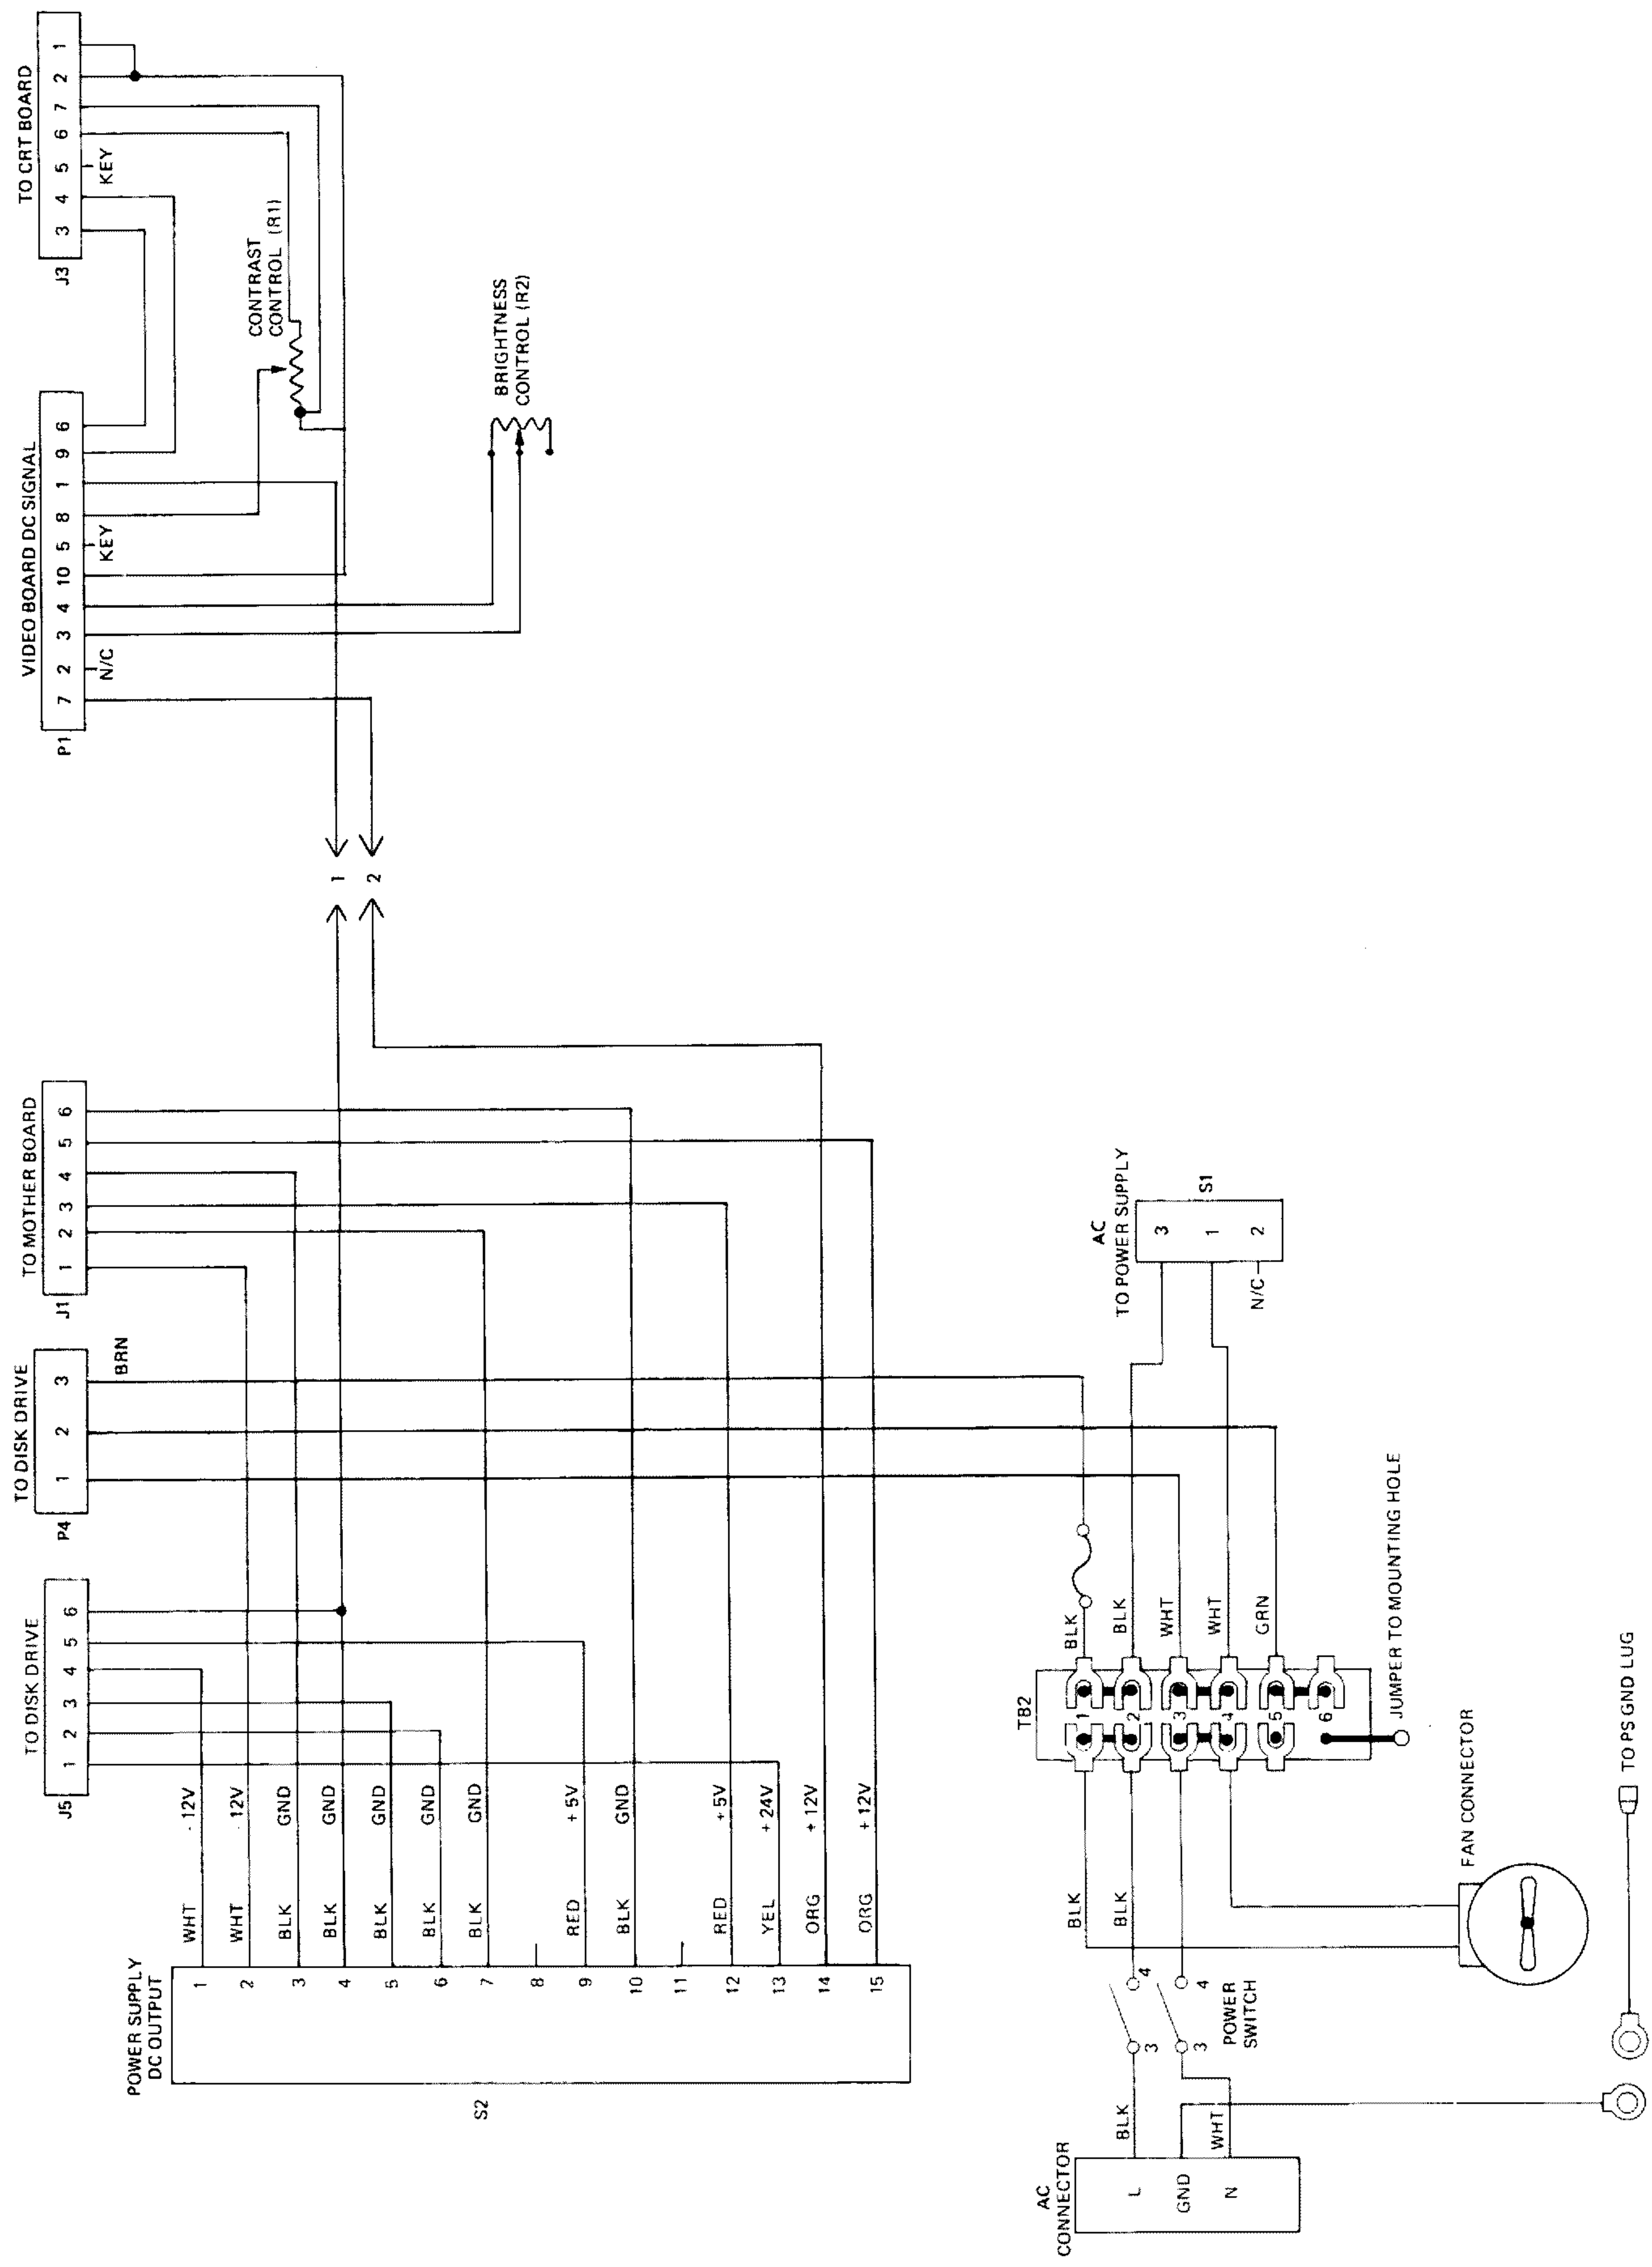 POWER SUPPLY
DC OUTPUT
S2
1 WHT - 12V
2 WHT - 12V
3 BLK GND
4 BLK GND
5 BLK GND
6 BLK GND
7 BLK GND
8
9 RED + 5V
10 BLK GND
11
12 RED + 5V
13 YEL + 24V
14 ORG + 12V
15 ORG + 12V
TO DISK DRIVE
J5
1 2 3 4 5 6
TO DISK DRIVE
P4
1 2 3
BRN
TO MOTHER BOARD
J1
1 2 3 4 5 6
1
2
VIDEO BOARD DC SIGNAL
P1
7 2 3 4 10 5 8 1 9 6
N/C
KEY
TO CRT BOARD
J3
3 4 5 6 7 2 1
KEY
CONTRAST
CONTROL (R1)
BRIGHTNESS
CONTROL (R2)
AC
CONNECTOR
L
GND
N
BLK
WHT
3 4
3 4
POWER
SWITCH
BLK
BLK
TB2
1
2
3
4
5
6
BLK
BLK
WHT
WHT
GRN
AC
TO POWER SUPPLY
3
1
2
S1
N/C
JUMPER TO MOUNTING HOLE
FAN CONNECTOR
TO PS GND LUG